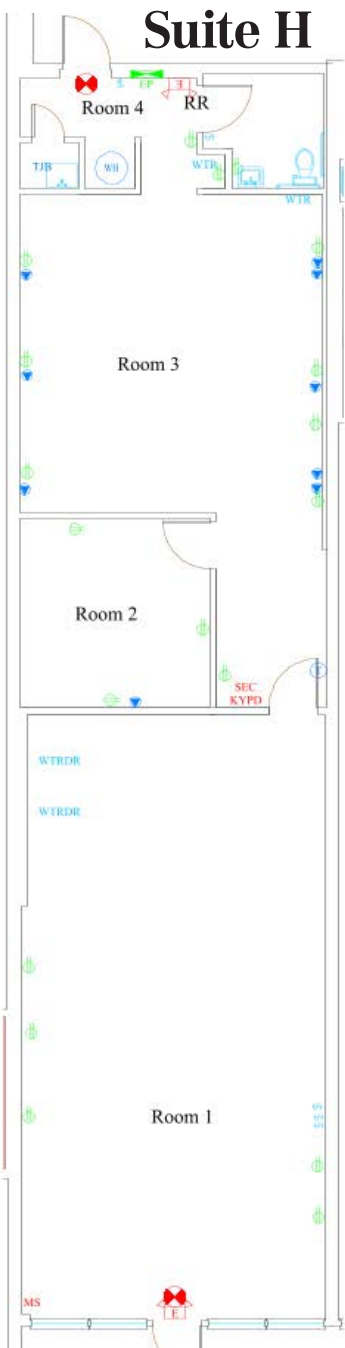 Suite H
S
EP
E
Room 4
RR
S
TJB
WH
WTR
WTR
Room 3
Room 2
SEC
KYPD
WTRDR
WTRDR
Room 1
S S S
MS
E